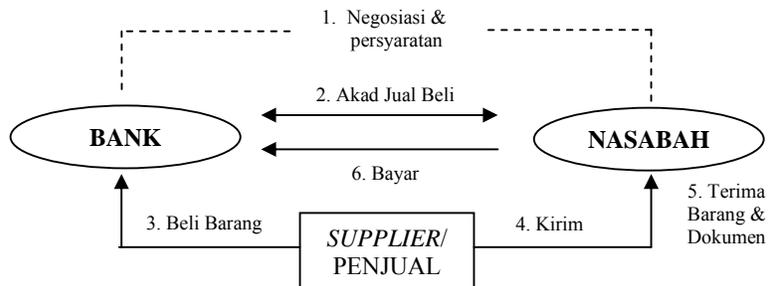 1. Negosiasi &
persyaratan
2. Akad Jual Beli
BANK
NASABAH
6. Bayar
3. Beli Barang
SUPPLIER/
PENJUAL
4. Kirim
5. Terima
Barang &
Dokumen